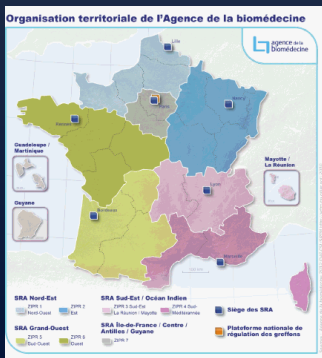 Organisation territoriale de l'Agence de la biomédecine
agence de la
biomédecine
Lille
Paris
Nancy
Guadeloupe /
Martinique
Mayotte /
La Réunion
Lyon
Guyane
Bordeaux
Marseille
SRA Nord-Est
ZIPR 1
Nord-Ouest
ZIPR 2
Est
SRA Sud-Est / Océan Indien
ZIPR 3 Sud-Est
La Réunion / Mayotte
ZIPR 4 Sud-
Méditerranée
Siège des SRA
SRA Grand-Ouest
ZIPR 5
Sud-Ouest
ZIPR 6
Ouest
SRA Île-de-France / Centre /
Antilles / Guyane
ZIPR 7
Plateforme nationale de
régulation des greffons